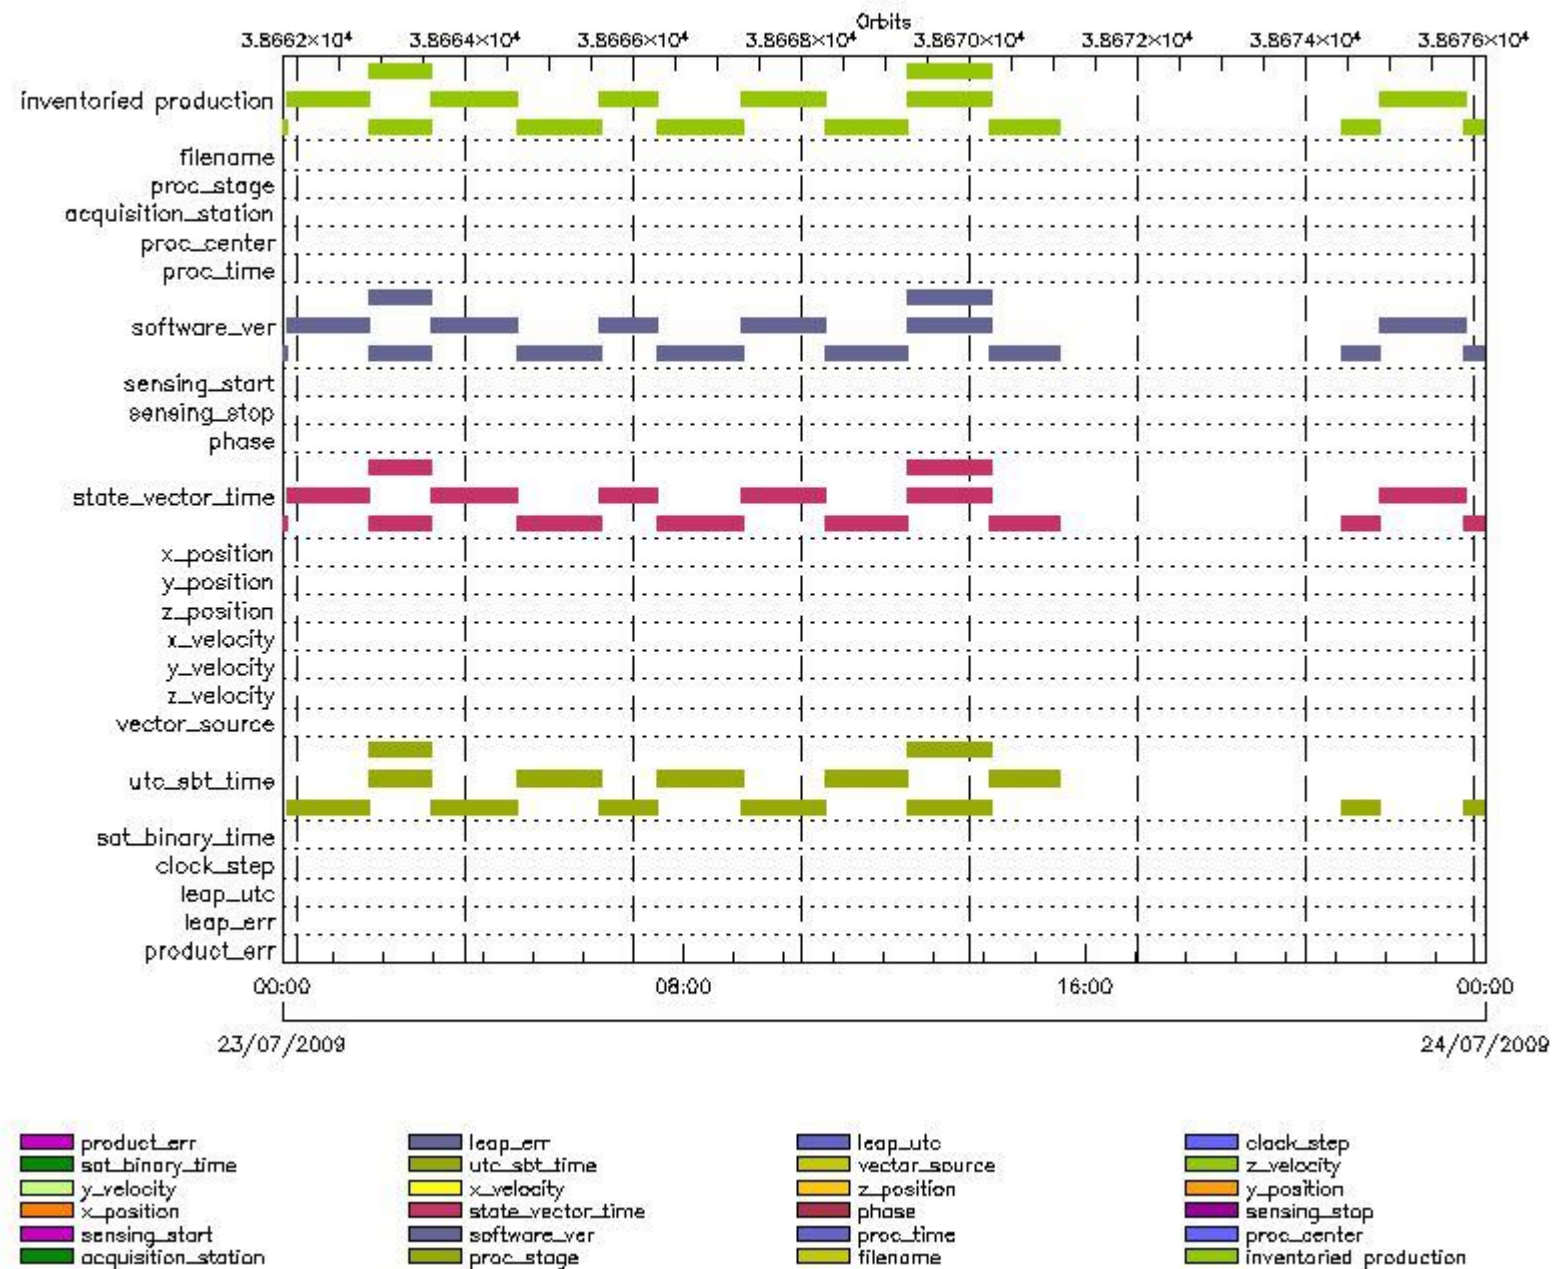 Orbits
3.8662×10⁴ 3.8664×10⁴ 3.8666×10⁴ 3.8668×10⁴ 3.8670×10⁴ 3.8672×10⁴ 3.8674×10⁴ 3.8676×10⁴
inventoried production
filename
proc_stage
acquisition_station
proc_center
proc_time
software_ver
sensing_start
sensing_stop
phase
state_vector_time
x_position
y_position
z_position
x_velocity
y_velocity
z_velocity
vector_source
utc_sbt_time
sat_binary_time
clock_step
leap_utc
leap_err
product_err
00:00 08:00 16:00 00:00
23/07/2009 24/07/2009
product_err leap_err leap_utc clock_step
sat_binary_time utc_sbt_time vector_source z_velocity
y_velocity x_velocity z_position y_position
x_position state_vector_time phase sensing_stop
sensing_start software_ver proc_time proc_center
acquisition_station proc_stage filename inventoried production